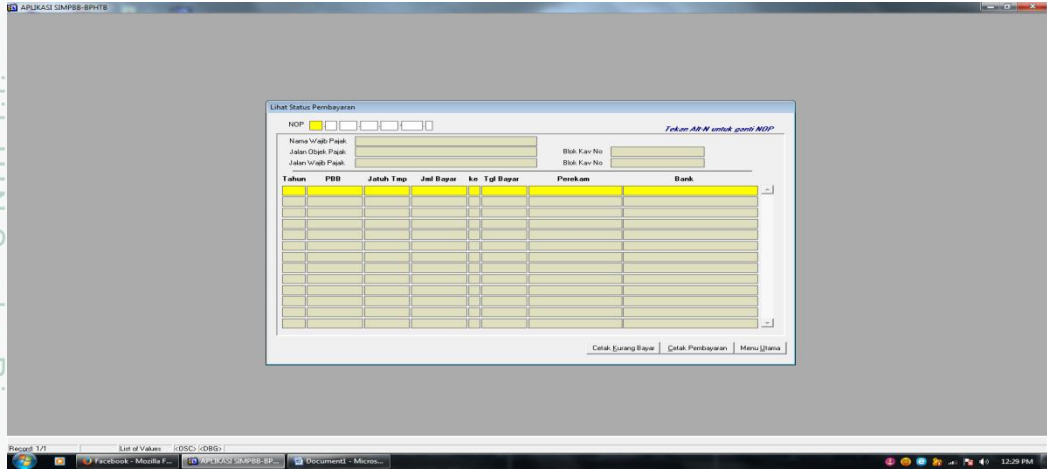 APLIKASI SIMPBB-BPHTB
Lihat Status Pembayaran
NOP
Tekan Alt-N untuk ganti NOP
Nama Wajib Pajak
Jalan Objek Pajak Blok Kav No
Jalan Wajib Pajak Blok Kav No
Tahun PBB Jatuh Tmp Jml Bayar ke Tgl Bayar Perekam Bank
Cetak Kurang Bayar Cetak Pembayaran Menu Utama
Record: 1/1 List of Values <OSC> <DBG>
Facebook - Mozilla F... APLIKASI SIMPBB-BP... Document1 - Micros... 12:29 PM